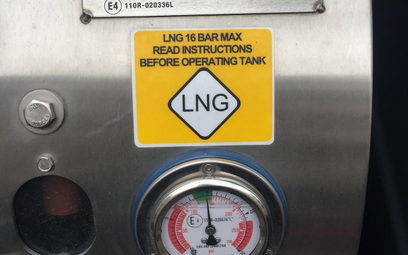 E4 110R-020336L
LNG 16 BAR MAX
READ INSTRUCTIONS
BEFORE OPERATING TANK
LNG